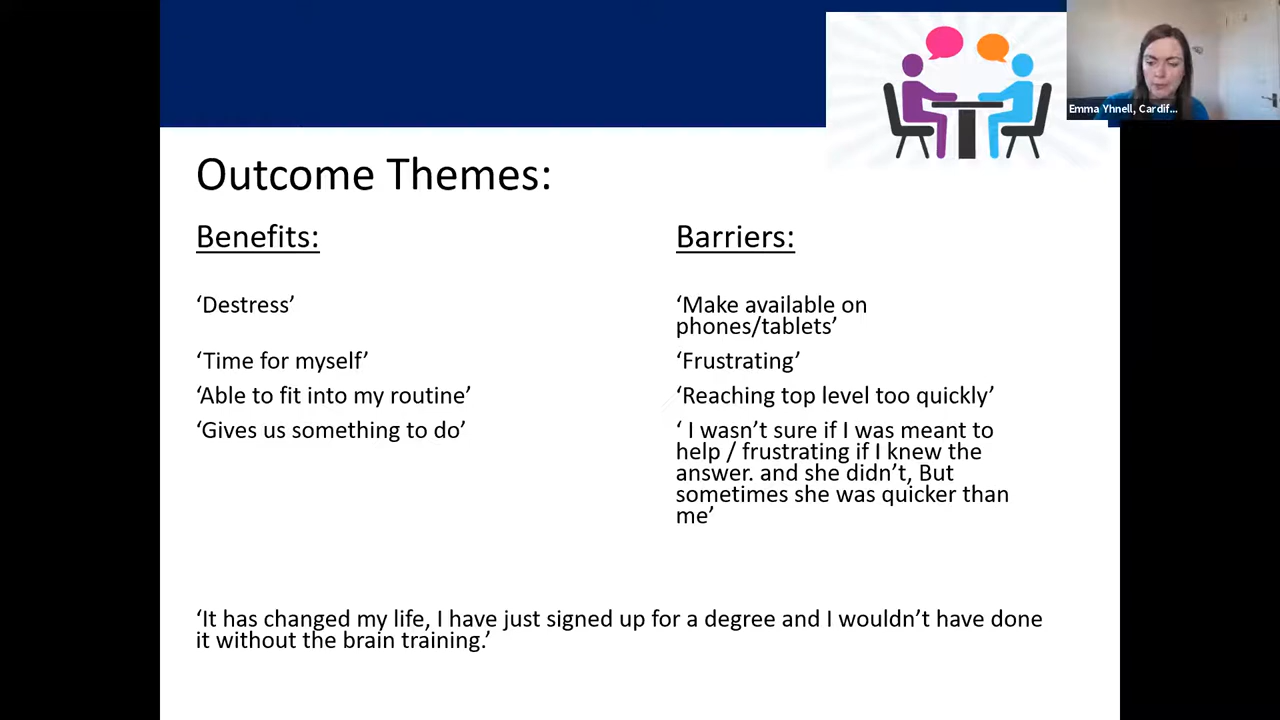 Emma Yhnell, Cardif...
Outcome Themes:
Benefits:
‘Destress’
‘Time for myself’
‘Able to fit into my routine’
‘Gives us something to do’
Barriers:
‘Make available on
phones/tablets’
‘Frustrating’
‘Reaching top level too quickly’
‘ I wasn’t sure if I was meant to
help / frustrating if I knew the
answer. and she didn’t, But
sometimes she was quicker than
me’
‘It has changed my life, I have just signed up for a degree and I wouldn’t have done
it without the brain training.’